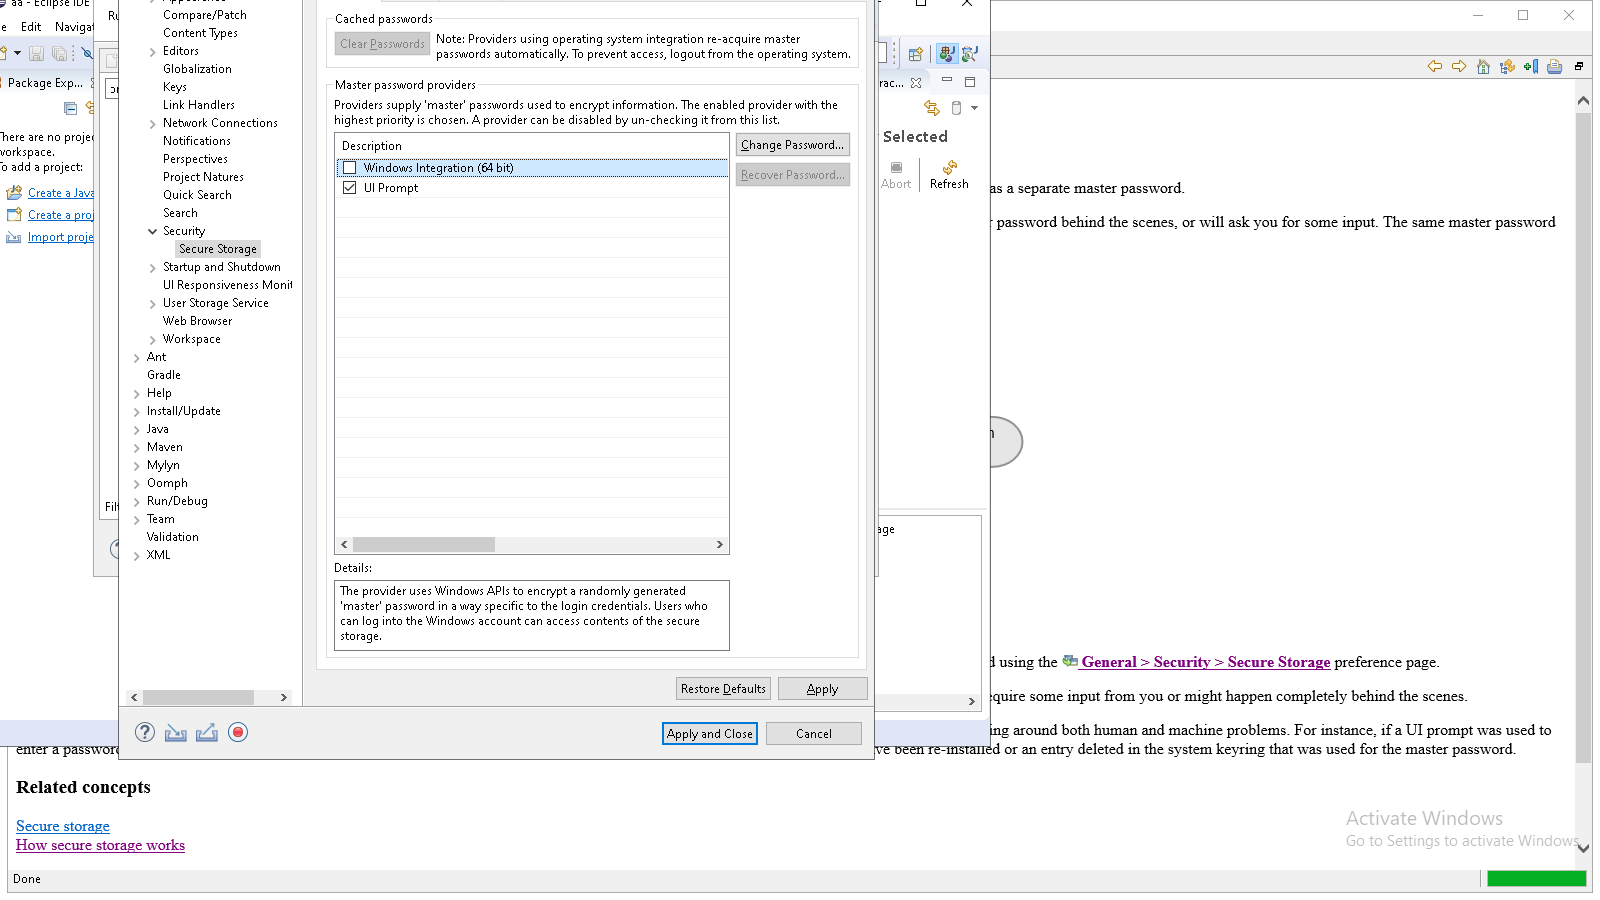 aa - Eclipse IDE
Edit
Navigat
Ru
Package Exp...
There are no proje
workspace.
To add a project:
Create a Java
Create a proj
Import proje
Filt
Compare/Patch
Content Types
Editors
Globalization
Keys
Link Handlers
Network Connections
Notifications
Perspectives
Project Natures
Quick Search
Search
Security
Secure Storage
Startup and Shutdown
UI Responsiveness Monit
User Storage Service
Web Browser
Workspace
Ant
Gradle
Help
Install/Update
Java
Maven
Mylyn
Oomph
Run/Debug
Team
Validation
XML
Cached passwords
Clear Passwords
Note: Providers using operating system integration re-acquire master
passwords automatically. To prevent access, logout from the operating system.
Master password providers
Providers supply 'master' passwords used to encrypt information. The enabled provider with the
highest priority is chosen. A provider can be disabled by un-checking it from this list.
Description
Windows Integration (64 bit)
UI Prompt
Change Password...
Recover Password...
Details:
The provider uses Windows APIs to encrypt a randomly generated
'master' password in a way specific to the login credentials. Users who
can log into the Windows account can access contents of the secure
storage.
Restore Defaults
Apply
Apply and Close
Cancel
rac...
Selected
Abort
Refresh
age
as a separate master password.
r password behind the scenes, or will ask you for some input. The same master password
n
d using the General > Security > Secure Storage preference page.
quire some input from you or might happen completely behind the scenes.
ing around both human and machine problems. For instance, if a UI prompt was used to
enter a password
ve been re-installed or an entry deleted in the system keyring that was used for the master password.
Related concepts
Secure storage
How secure storage works
Activate Windows
Go to Settings to activate Windows.
Done